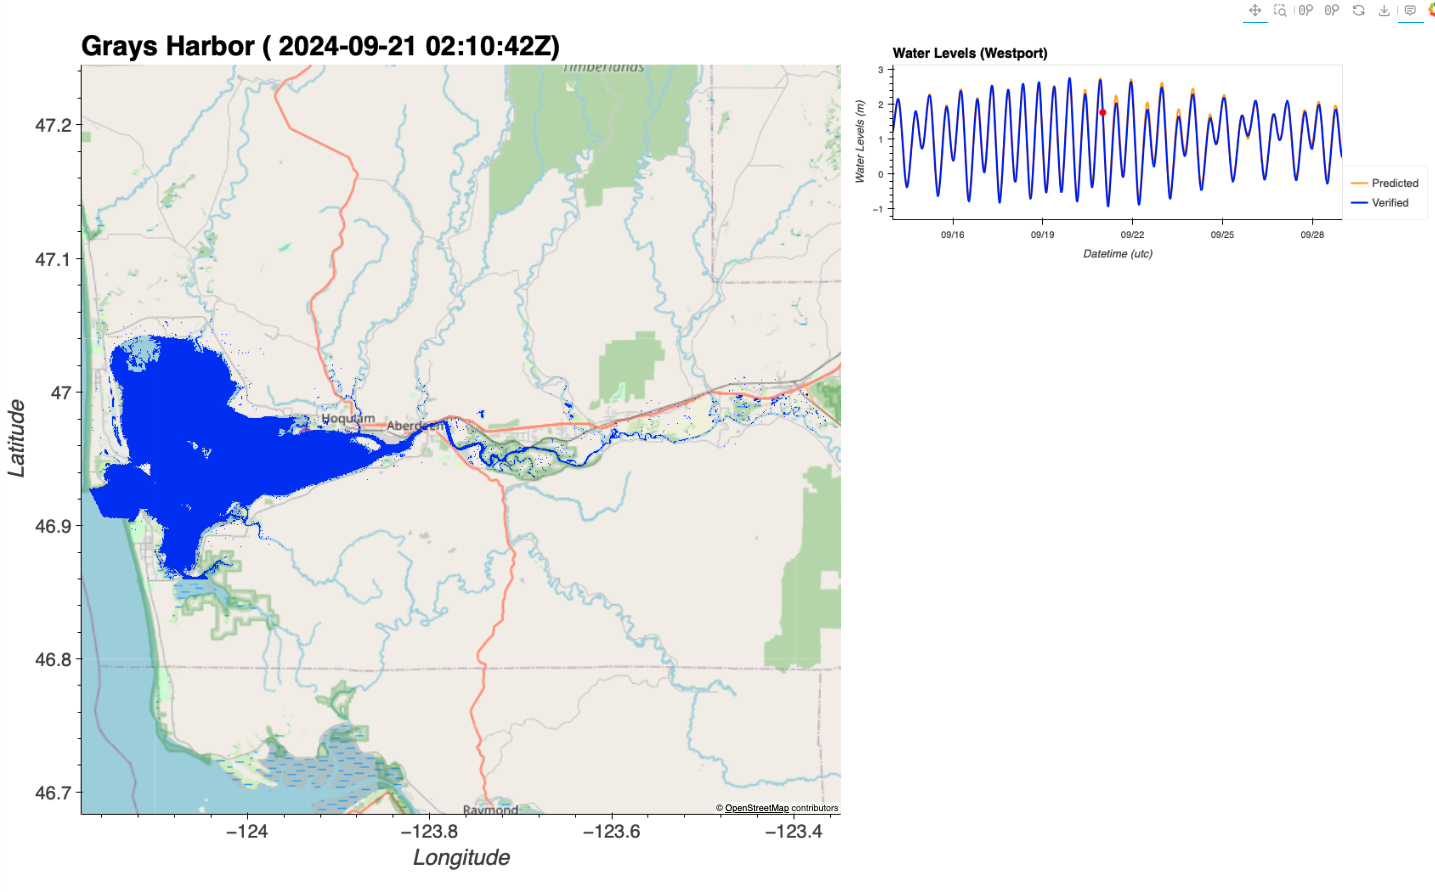 Grays Harbor ( 2024-09-21 02:10:42Z)
Timberlands
47.2
47.1
47
46.9
46.8
46.7
Latitude
Hoquiam
Aberdeen
Raymond
© OpenStreetMap contributors
−124
−123.8
−123.6
−123.4
Longitude
Water Levels (Westport)
3
2
1
0
−1
Water Levels (m)
09/16
09/19
09/22
09/25
09/28
Datetime (utc)
Predicted
Verified